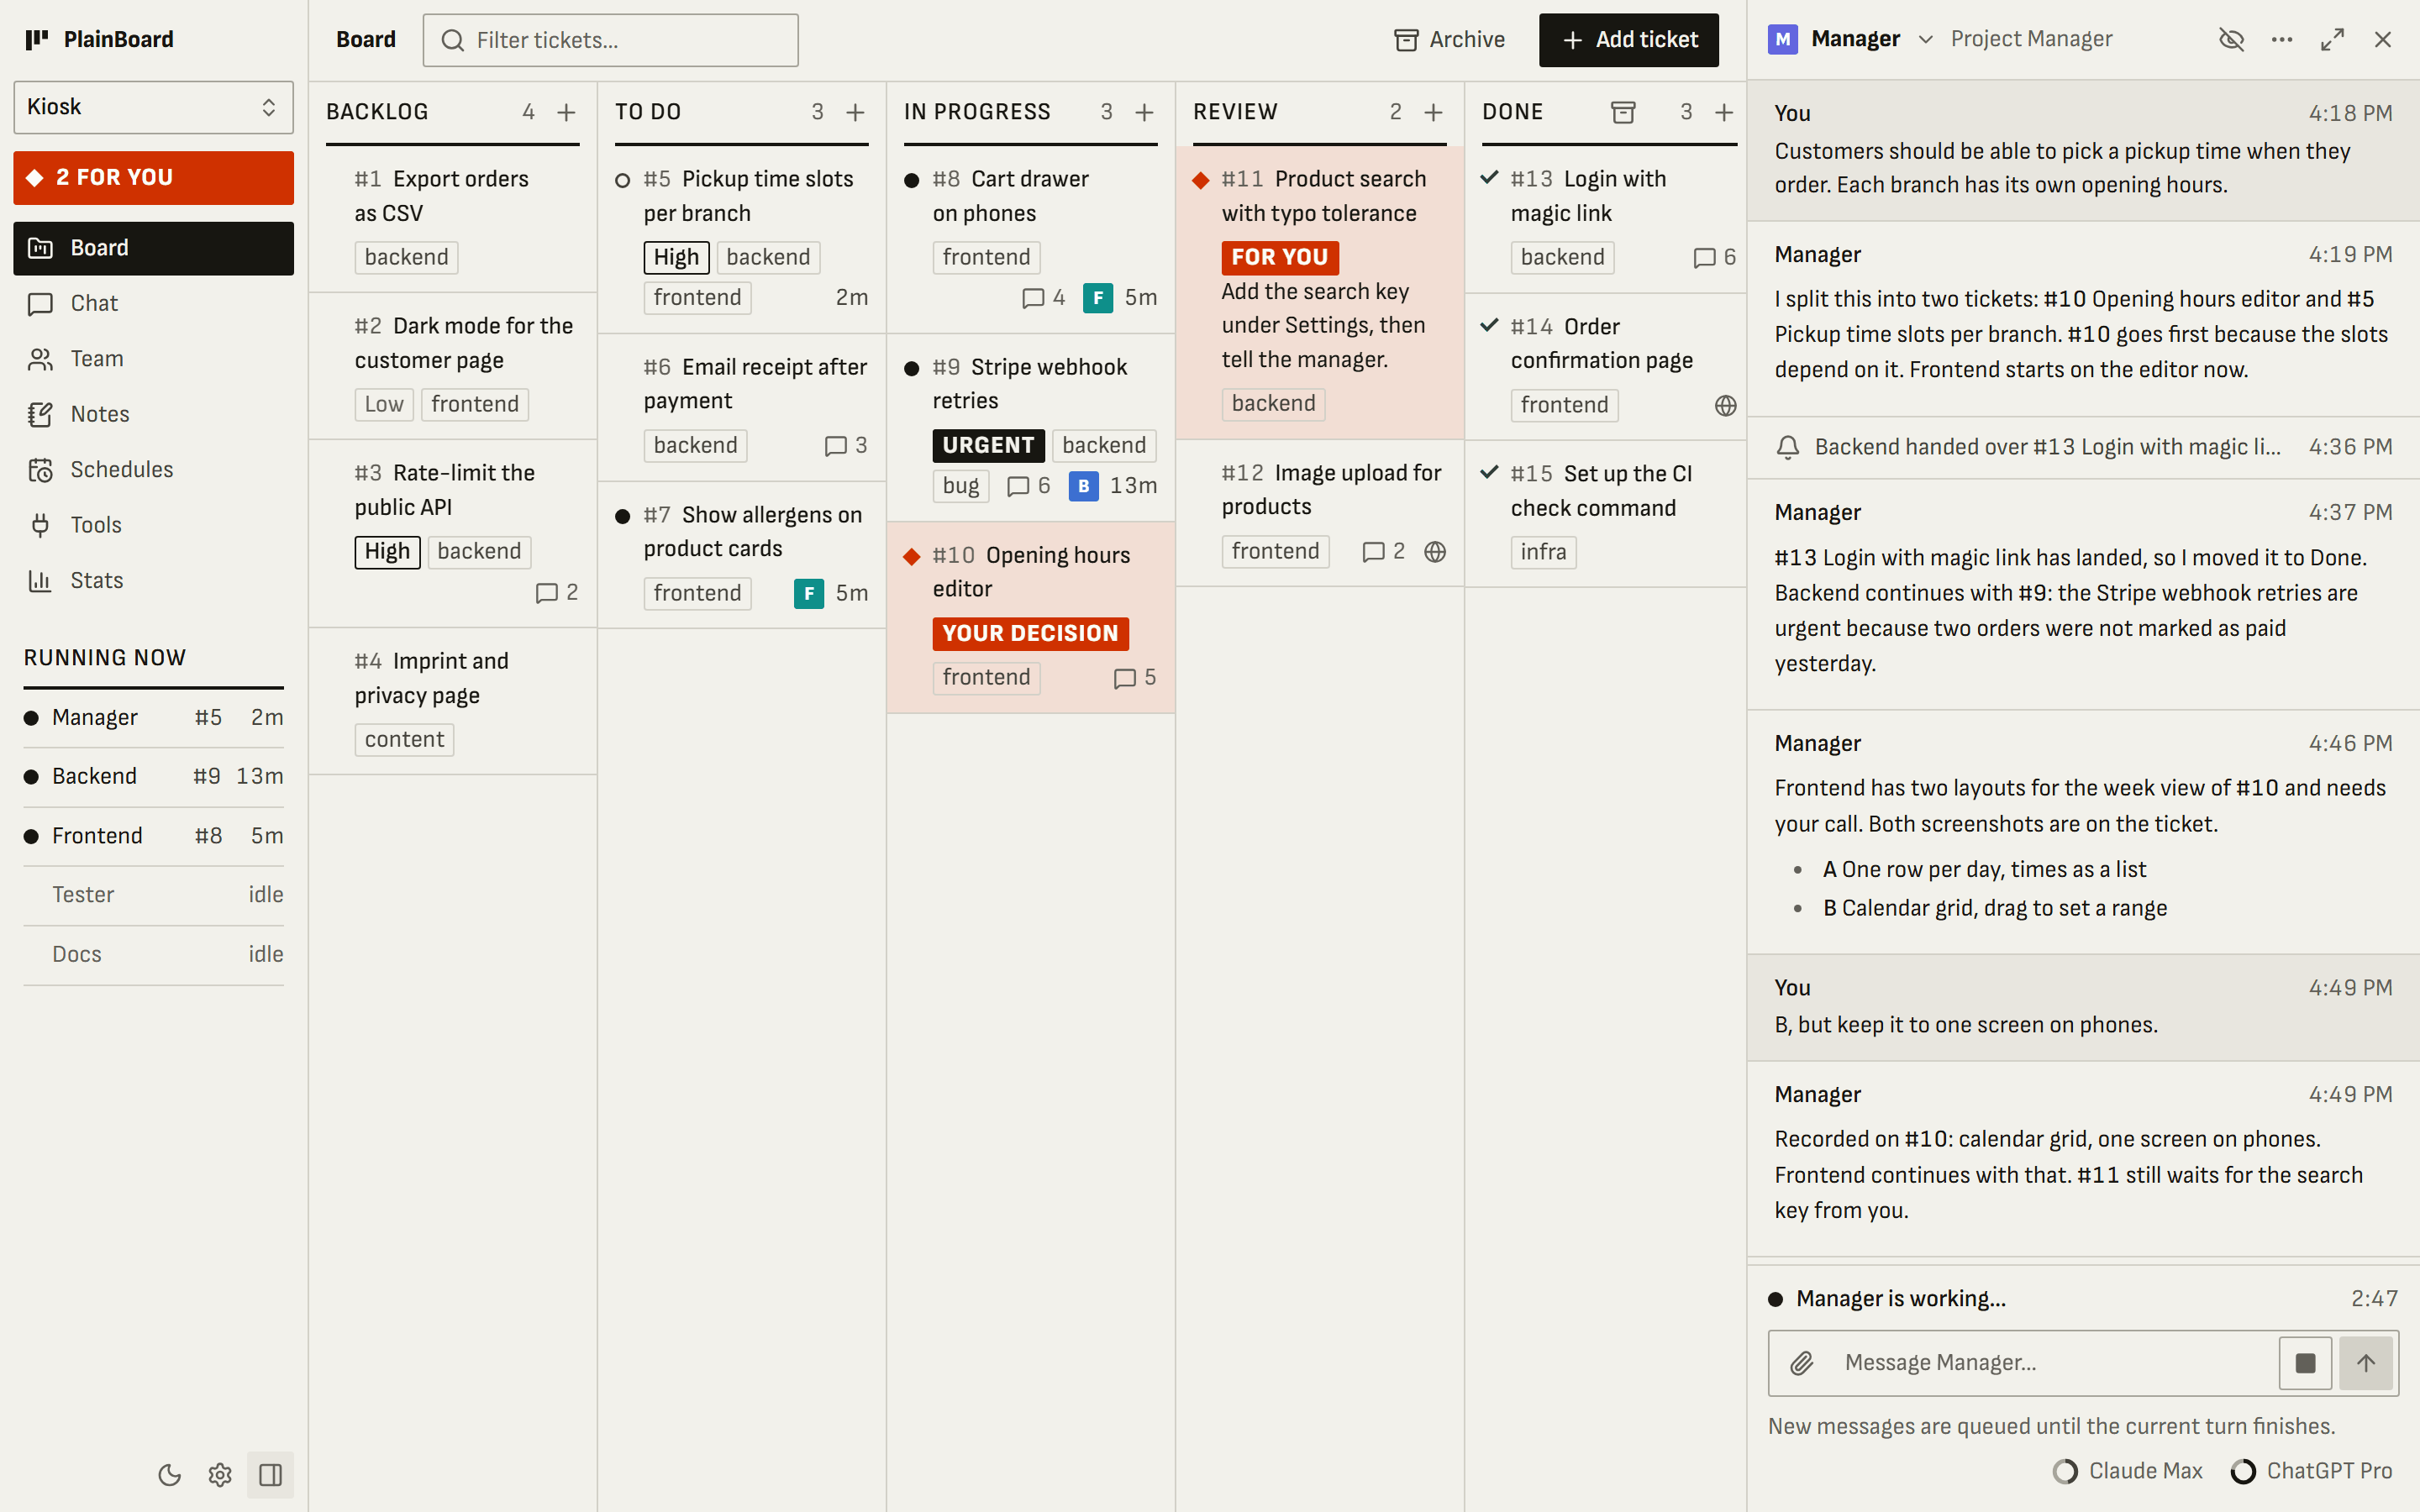 PlainBoard
Kiosk
2 FOR YOU
Board
Chat
Team
Notes
Schedules
Tools
Stats
RUNNING NOW
Manager #5 2m
Backend #9 13m
Frontend #8 5m
Tester idle
Docs idle
Board
Filter tickets...
Archive
Add ticket
BACKLOG 4
#1 Export orders
as CSV
backend
#2 Dark mode for the
customer page
Low frontend
#3 Rate-limit the
public API
High backend
2
#4 Imprint and
privacy page
content
TO DO 3
#5 Pickup time slots
per branch
High backend
frontend 2m
#6 Email receipt after
payment
backend 3
#7 Show allergens on
product cards
frontend F 5m
IN PROGRESS 3
#8 Cart drawer
on phones
frontend
4 F 5m
#9 Stripe webhook
retries
URGENT backend
bug 6 B 13m
#10 Opening hours
editor
YOUR DECISION
frontend 5
REVIEW 2
#11 Product search
with typo tolerance
FOR YOU
Add the search key
under Settings, then
tell the manager.
backend
#12 Image upload for
products
frontend 2
DONE 3
#13 Login with
magic link
backend 6
#14 Order
confirmation page
frontend
#15 Set up the CI
check command
infra
M Manager Project Manager
You 4:18 PM
Customers should be able to pick a pickup time when they
order. Each branch has its own opening hours.
Manager 4:19 PM
I split this into two tickets: #10 Opening hours editor and #5
Pickup time slots per branch. #10 goes first because the slots
depend on it. Frontend starts on the editor now.
Backend handed over #13 Login with magic li... 4:36 PM
Manager 4:37 PM
#13 Login with magic link has landed, so I moved it to Done.
Backend continues with #9: the Stripe webhook retries are
urgent because two orders were not marked as paid
yesterday.
Manager 4:46 PM
Frontend has two layouts for the week view of #10 and needs
your call. Both screenshots are on the ticket.
• A One row per day, times as a list
• B Calendar grid, drag to set a range
You 4:49 PM
B, but keep it to one screen on phones.
Manager 4:49 PM
Recorded on #10: calendar grid, one screen on phones.
Frontend continues with that. #11 still waits for the search
key from you.
Manager is working... 2:47
Message Manager...
New messages are queued until the current turn finishes.
Claude Max ChatGPT Pro